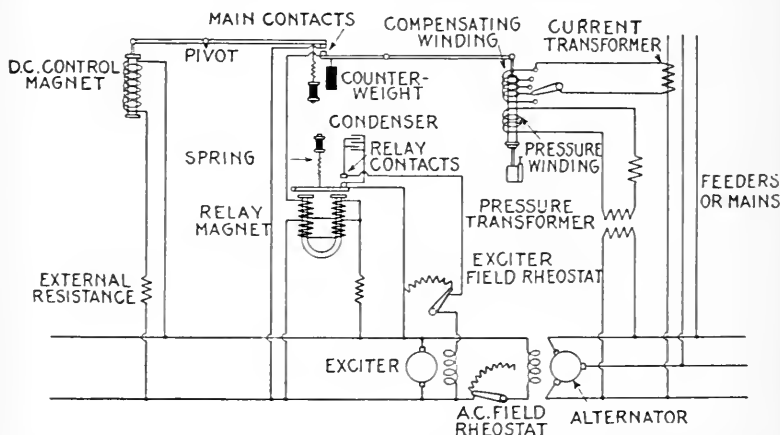 MAIN CONTACTS
COMPENSATING
WINDING
CURRENT
TRANSFORMER
PIVOT
D.C. CONTROL
MAGNET
COUNTER-
WEIGHT
CONDENSER
RELAY
CONTACTS
SPRING
PRESSURE
WINDING
FEEDERS
OR MAINS
RELAY
MAGNET
PRESSURE
TRANSFORMER
EXCITER
FIELD RHEOSTAT
EXTERNAL
RESISTANCE
EXCITER
A.C. FIELD
RHEOSTAT
ALTERNATOR